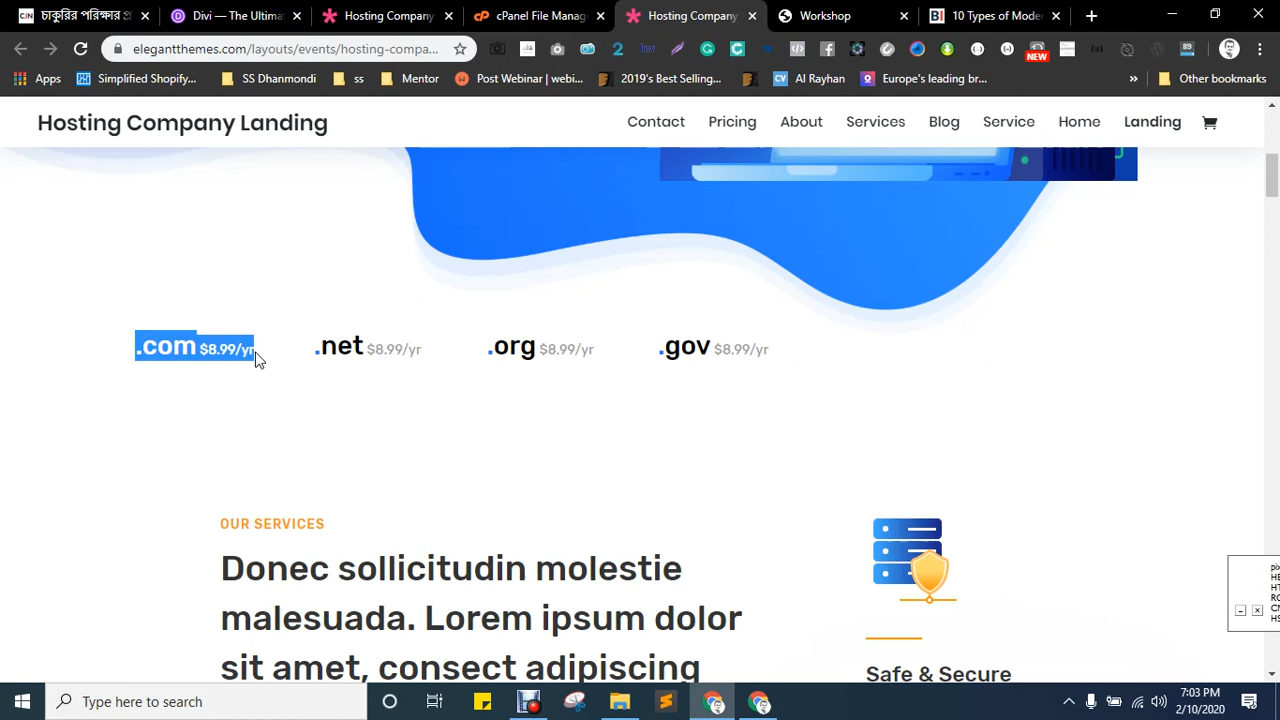 চাকুরির পরিক্ষার প্র
Divi — The Ultima
Hosting Company
cPanel File Manag
Hosting Company
Workshop
10 Types of Moder
elegantthemes.com/layouts/events/hosting-compa...
NEW
89
Apps
Simplified Shopify...
SS Dhanmondi
ss
Mentor
Post Webinar | webi...
2019's Best Selling...
Al Rayhan
Europe's leading br...
»
Other bookmarks
Hosting Company Landing
Contact
Pricing
About
Services
Blog
Service
Home
Landing
.com $8.99/yr
.net $8.99/yr
.org $8.99/yr
.gov $8.99/yr
OUR SERVICES
Donec sollicitudin molestie
malesuada. Lorem ipsum dolor
sit amet, consect adipiscing
Safe & Secure
Type here to search
7:03 PM
2/10/2020